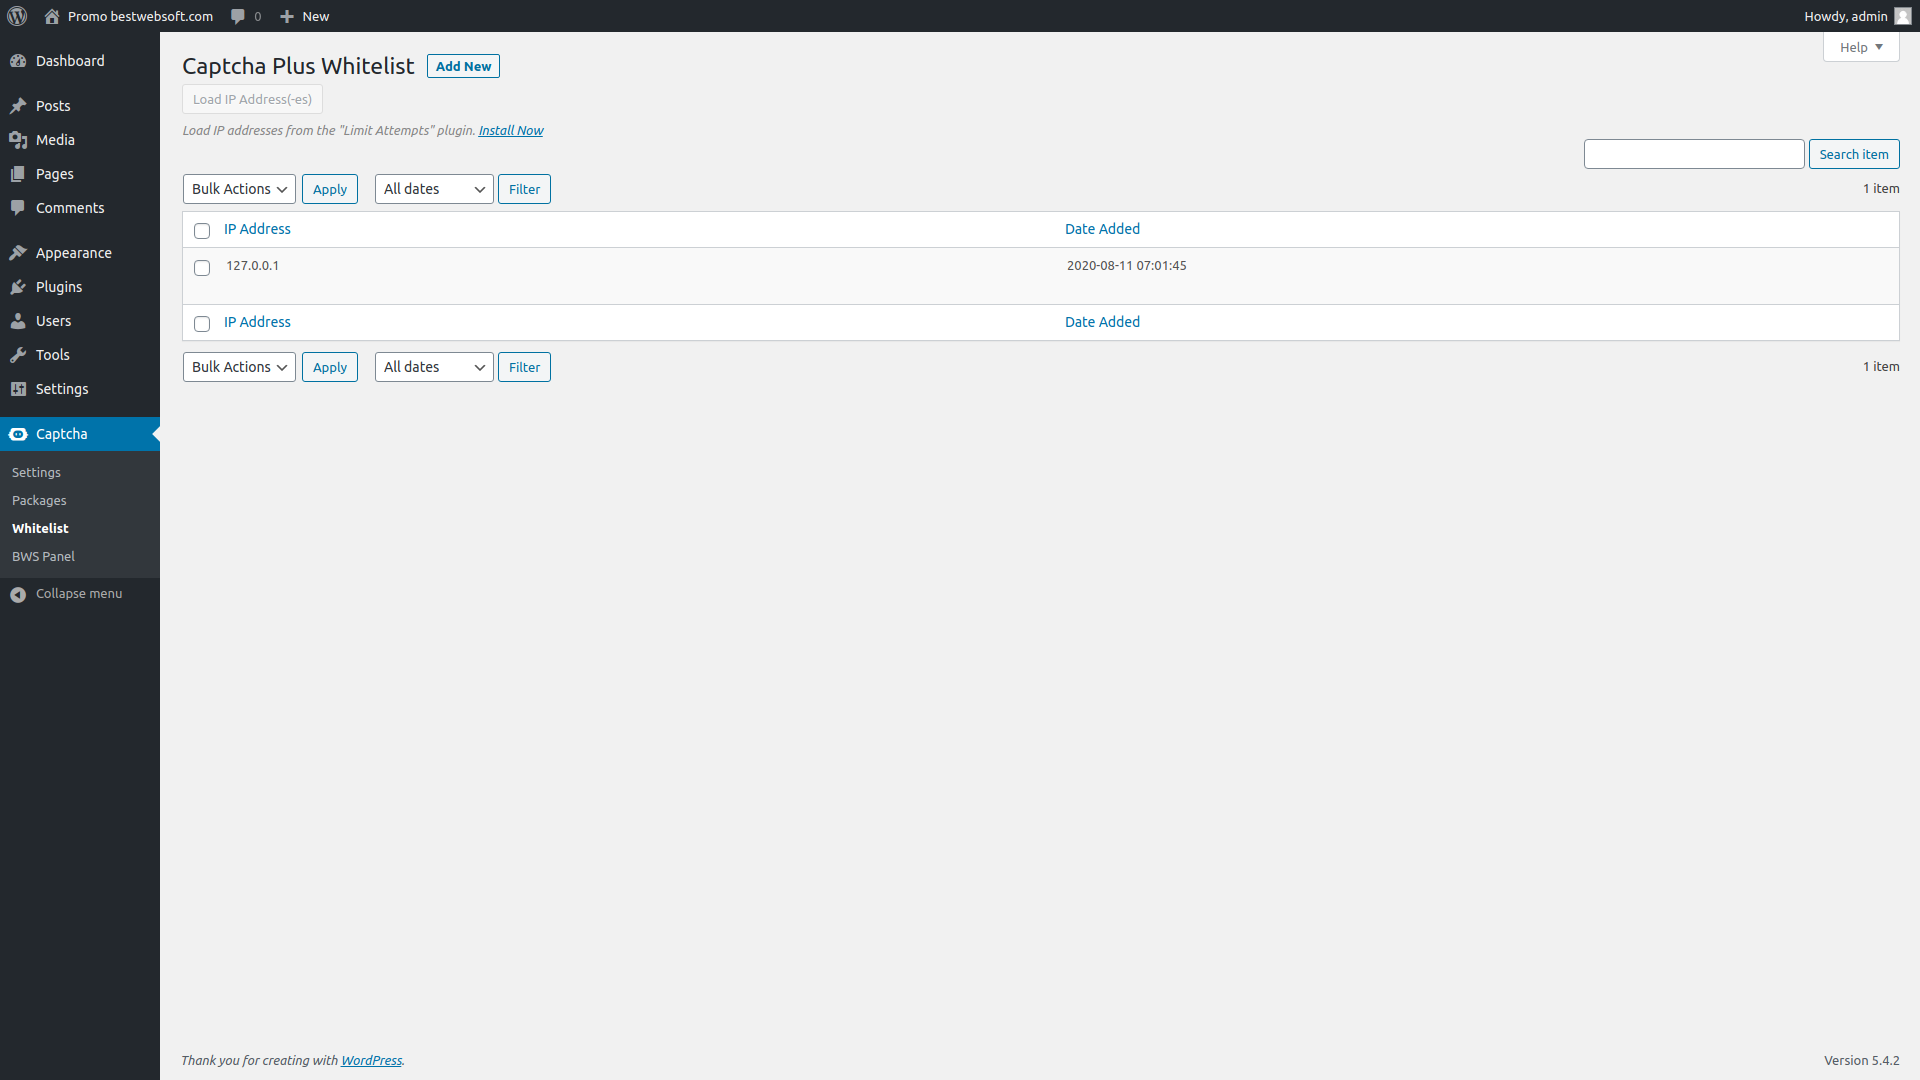 Promo bestwebsoft.com 0 New Howdy, admin
Help
Dashboard
Posts
Media
Pages
Comments
Appearance
Plugins
Users
Tools
Settings
Captcha
Settings
Packages
Whitelist
BWS Panel
Collapse menu
Captcha Plus Whitelist Add New
Load IP Address(-es)
Load IP addresses from the "Limit Attempts" plugin. Install Now
Search item
Bulk Actions Apply All dates Filter 1 item
IP Address Date Added
127.0.0.1 2020-08-11 07:01:45
IP Address Date Added
Bulk Actions Apply All dates Filter 1 item
Thank you for creating with WordPress. Version 5.4.2